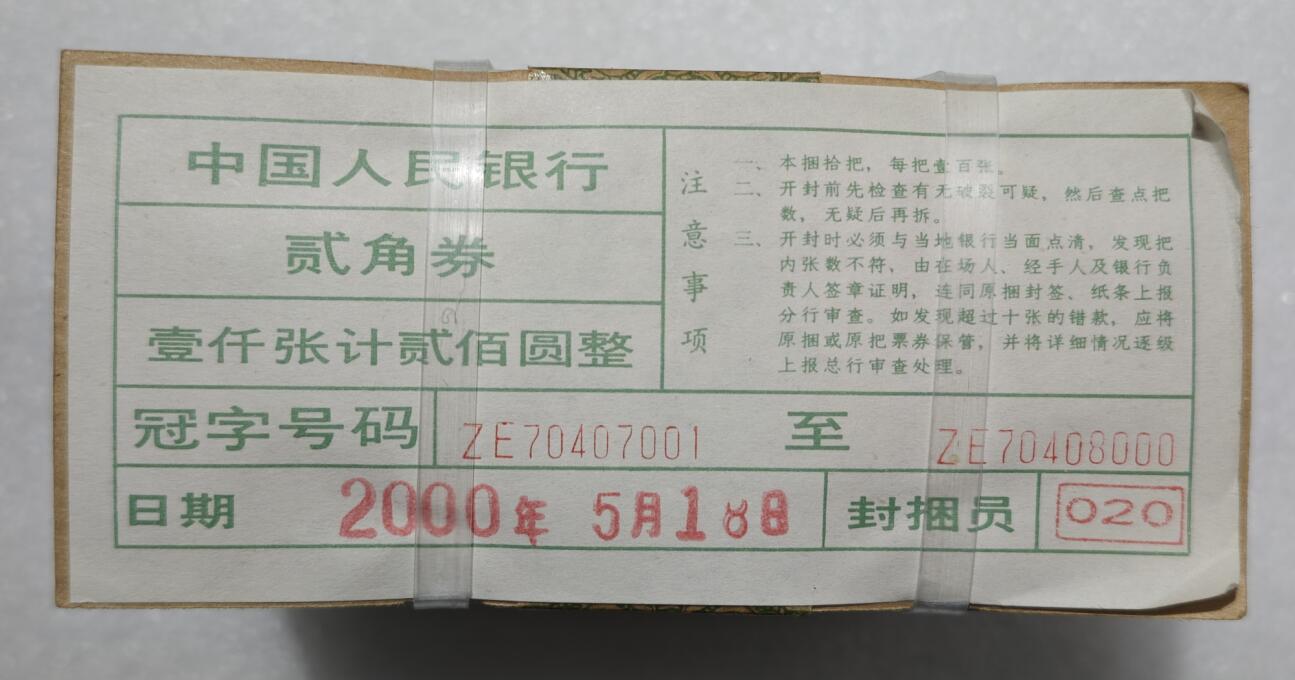 中国人民银行
贰角券
壹仟张计贰佰圆整
注意事项
一、本捆拾把，每把壹百张。
二、开封前先检查有无破裂可疑，然后查点把
数，无疑后再拆。
三、开封时必须与当地银行当面点清，发现把
内张数不符，由在场人、经手人及银行负
责人签章证明，连同原捆封签、纸条上报
分行审查。如发现超过十张的错款，应将
原捆或原把票券保管，并将详细情况逐级
上报总行审查处理。
冠字号码 ZE70407001 至 ZE70408000
日期 2000年 5月18日 封捆员 020